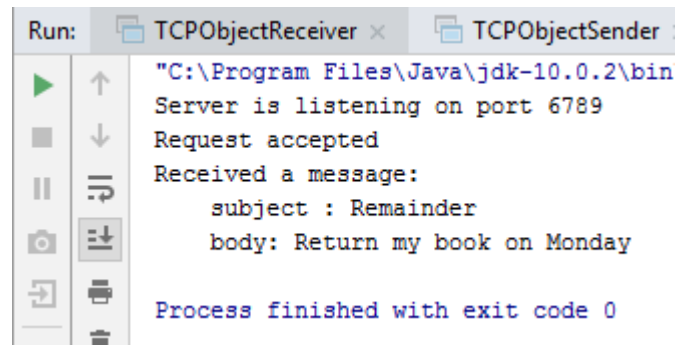 Run: TCPObjectReceiver TCPObjectSender
"C:\Program Files\Java\jdk-10.0.2\bin
Server is listening on port 6789
Request accepted
Received a message:
subject : Remainder
body: Return my book on Monday
Process finished with exit code 0